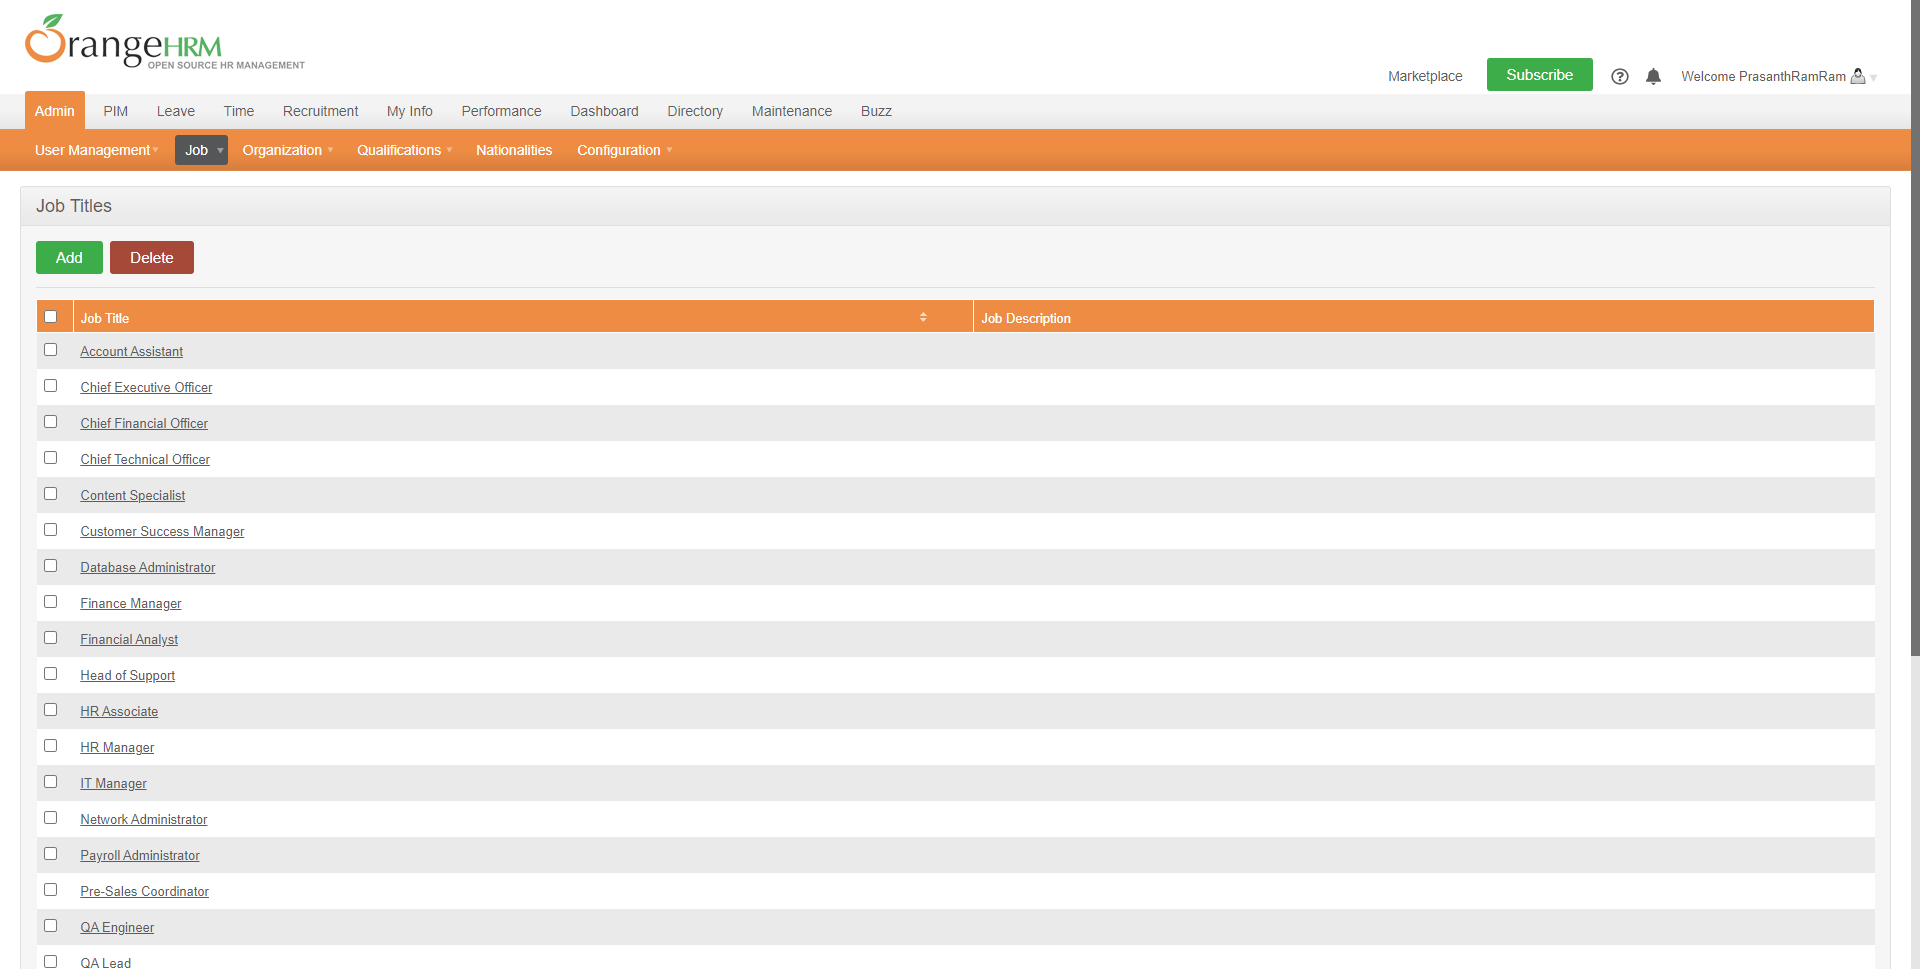 OrangeHRM
OPEN SOURCE HR MANAGEMENT
Marketplace Subscribe Welcome PrasanthRamRam
Admin PIM Leave Time Recruitment My Info Performance Dashboard Directory Maintenance Buzz
User Management Job Organization Qualifications Nationalities Configuration
Job Titles
Add Delete
Job Title Job Description
Account Assistant
Chief Executive Officer
Chief Financial Officer
Chief Technical Officer
Content Specialist
Customer Success Manager
Database Administrator
Finance Manager
Financial Analyst
Head of Support
HR Associate
HR Manager
IT Manager
Network Administrator
Payroll Administrator
Pre-Sales Coordinator
QA Engineer
QA Lead